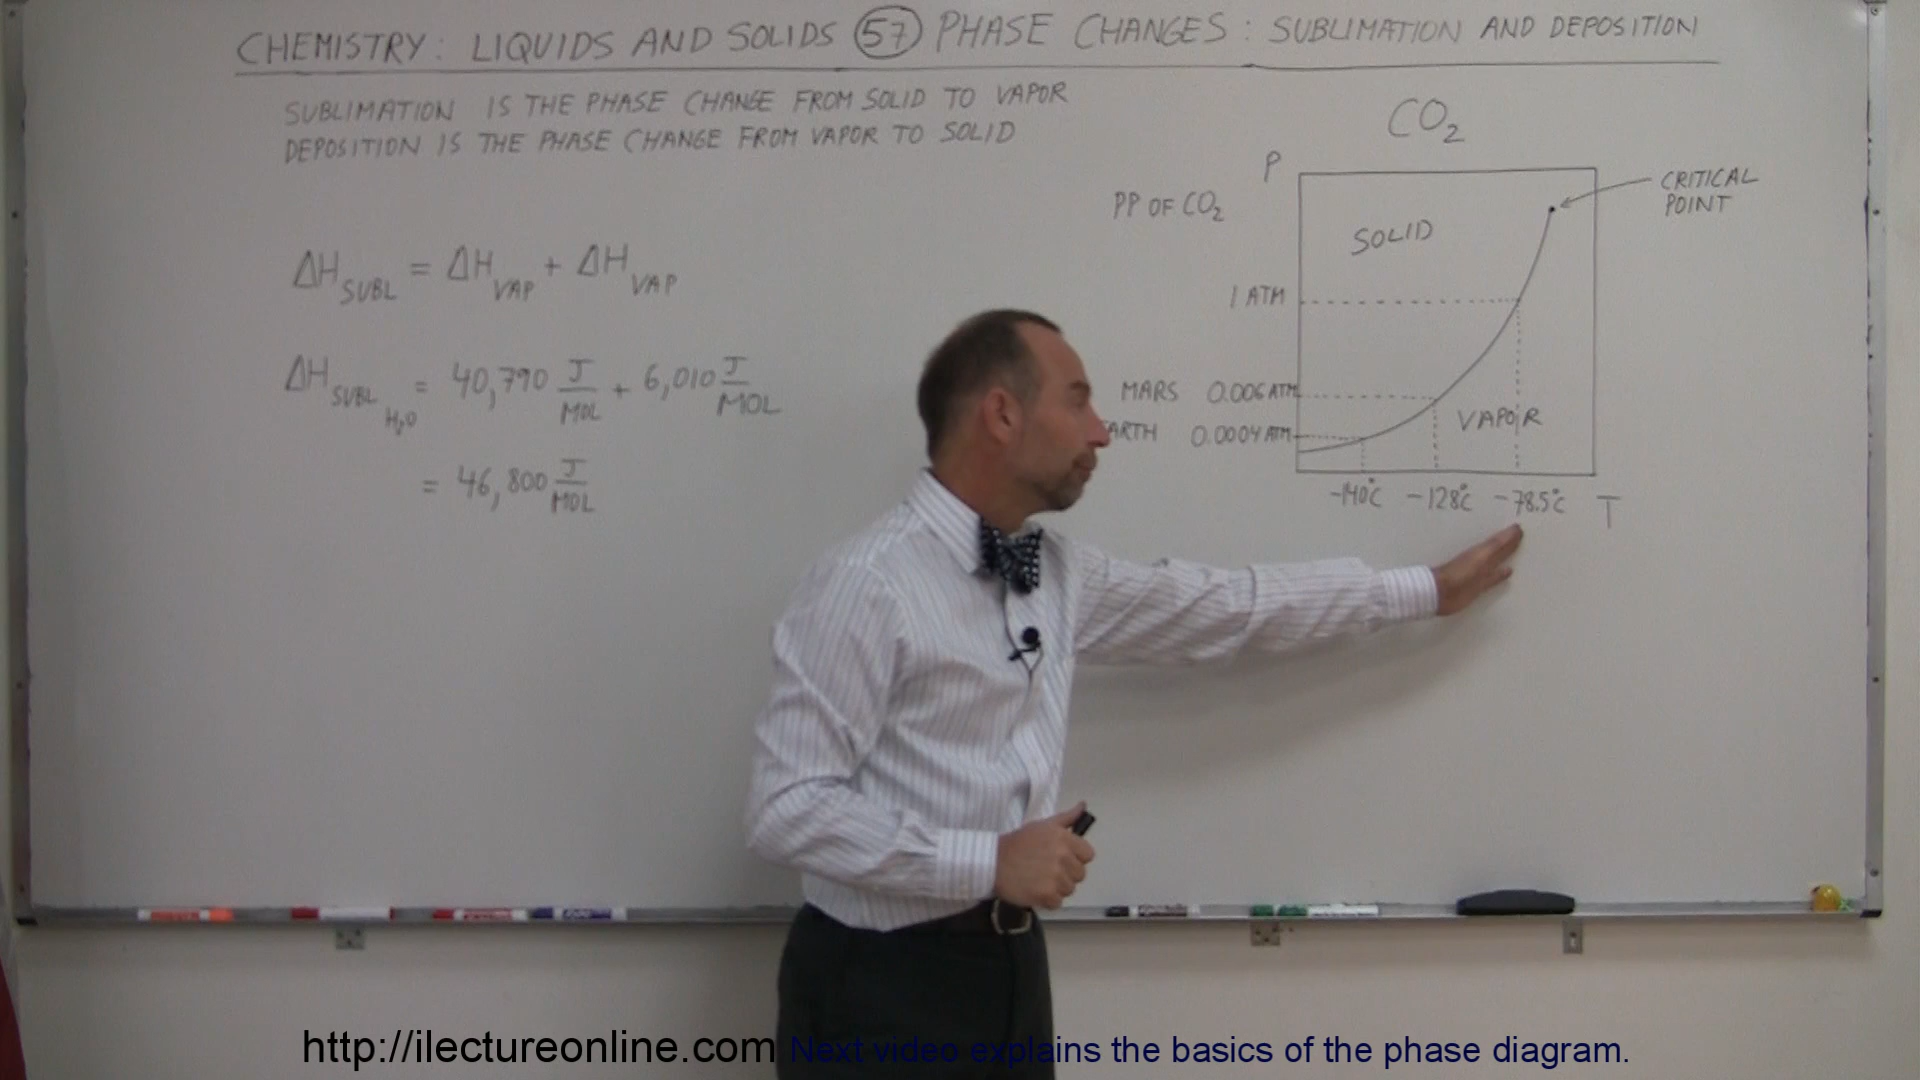 CHEMISTRY: LIQUIDS AND SOLIDS 57 PHASE CHANGES: SUBLIMATION AND DEPOSITION
SUBLIMATION IS THE PHASE CHANGE FROM SOLID TO VAPOR
DEPOSITION IS THE PHASE CHANGE FROM VAPOR TO SOLID
ΔH SUBL = ΔH VAP + ΔH VAP
ΔH SUBL H₂O = 40,790 J/MOL + 6,010 J/MOL
= 46,800 J/MOL
CO₂
P
PP OF CO₂
CRITICAL
POINT
SOLID
1 ATM
MARS 0.006 ATM
VAPOR
EARTH 0.0004 ATM
-140°C -128°C -78.5°C T
http://ilectureonline.com Next video explains the basics of the phase diagram.